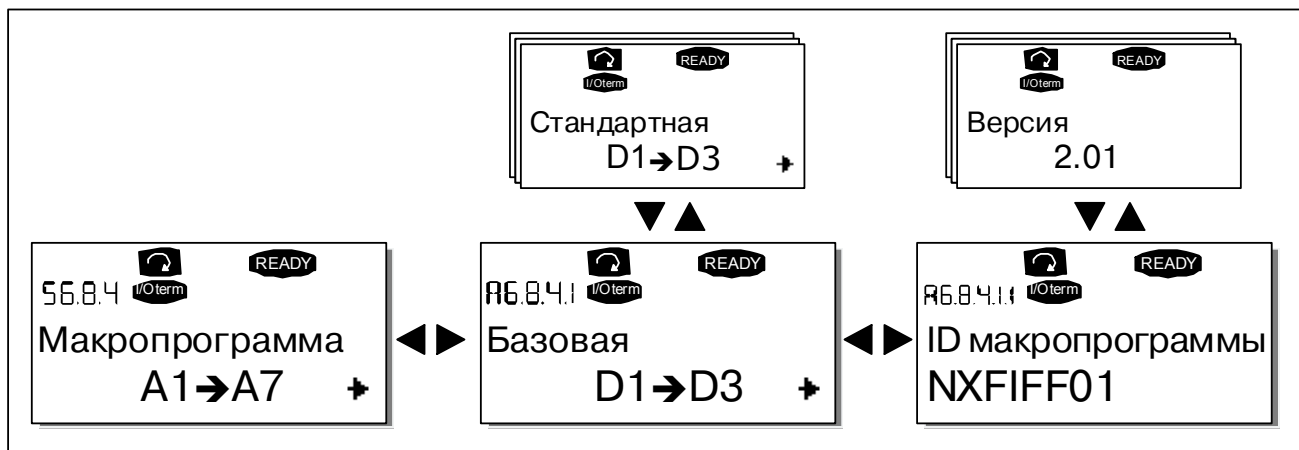 READY
I/Oterm
Стандартная
D1➔D3
READY
I/Oterm
Версия
2.01
READY
S6.8.4 I/Oterm
Макропрограмма
A1➔A7
READY
A6.8.4.1 I/Oterm
Базовая
D1➔D3
READY
A6.8.4.1.1 I/Oterm
ID макропрограммы
NXFIFF01